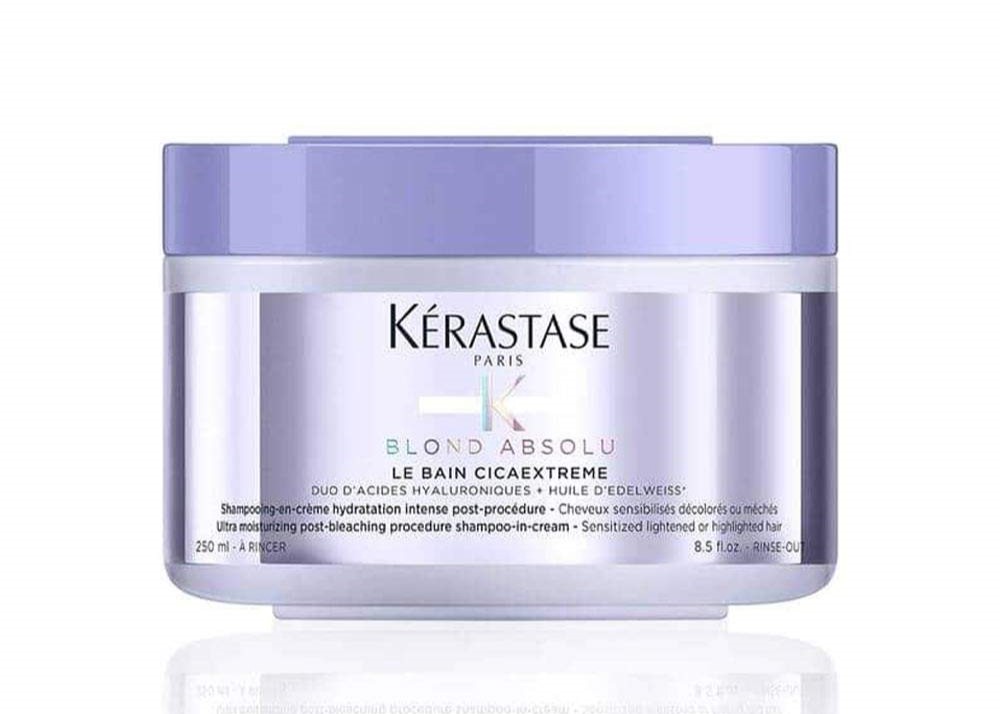 KÉRASTASE
PARIS
K
BLOND ABSOLU
LE BAIN CICAEXTREME
DUO D'ACIDES HYALURONIQUES + HUILE D'EDELWEISS*
Shampooing-en-crème hydratation intense post-procédure - Cheveux sensibilisés décolorés ou méchés
Ultra moisturizing post-bleaching procedure shampoo-in-cream - Sensitized lightened or highlighted hair
250 ml - À RINCER 8.5 fl.oz. - RINSE-OUT